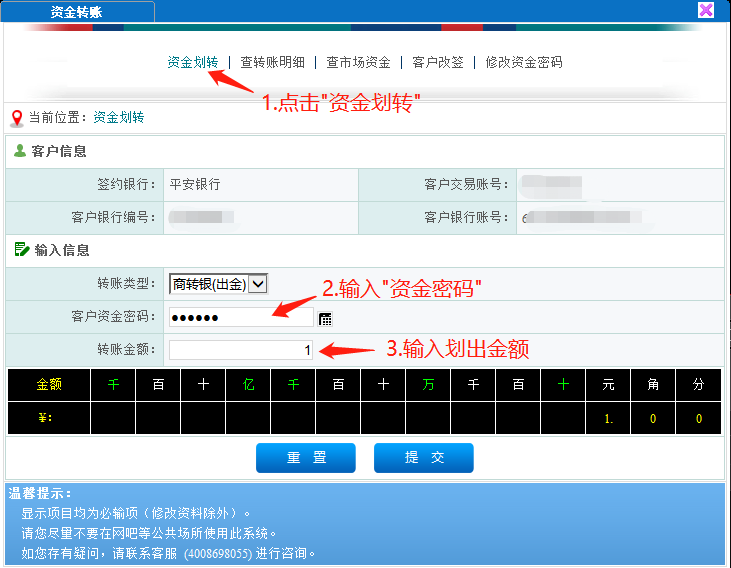 资金转账
资金划转 | 查转账明细 | 查市场资金 | 客户改签 | 修改资金密码
1.点击"资金划转"
当前位置：资金划转
客户信息
签约银行： 平安银行 客户交易账号：
客户银行编号： 客户银行账号： 6
输入信息
转账类型： 商转银(出金)
2.输入"资金密码"
客户资金密码： ●●●●●●
转账金额： 1
3.输入划出金额
金额 千 百 十 亿 千 百 十 万 千 百 十 元 角 分
¥： 1. 0 0
重 置 提 交
温馨提示：
显示项目均为必输项（修改资料除外）。
请您尽量不要在网吧等公共场所使用此系统。
如您存有疑问，请联系客服 (4008698055) 进行咨询。